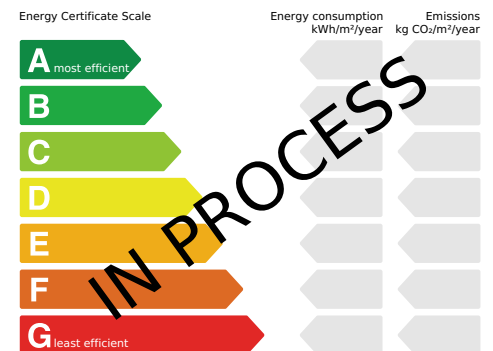 Energy Certificate Scale
Energy consumption
kWh/m²/year
Emissions
kg CO₂/m²/year
A most efficient
B
C
D
E
F
G least efficient
IN PROCESS